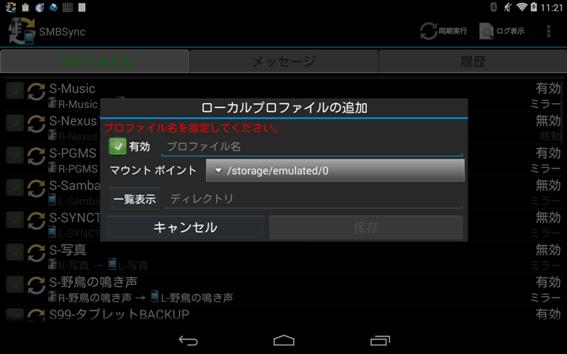 11:21
SMBSync
同期実行
ログ表示
プロファイル メッセージ 履歴
S-Music 有効
R-Music ミラー
S-Nexus 無効
R-Nexus 移動
S-PGMS 有効
R-PGMS ミラー
S-Samba 無効
L-Samba ミラー
S-SYNCT 無効
L-SYNCT ミラー
ローカルプロファイルの追加
プロファイル名を指定してください。
有効 プロファイル名
マウント ポイント /storage/emulated/0
一覧表示 ディレクトリ
キャンセル 保存
S-写真 無効
R-写真 → L-写真 ミラー
S-野鳥の鳴き声 有効
R-野鳥の鳴き声 → L-野鳥の鳴き声 ミラー
S99-タブレットBACKUP 有効